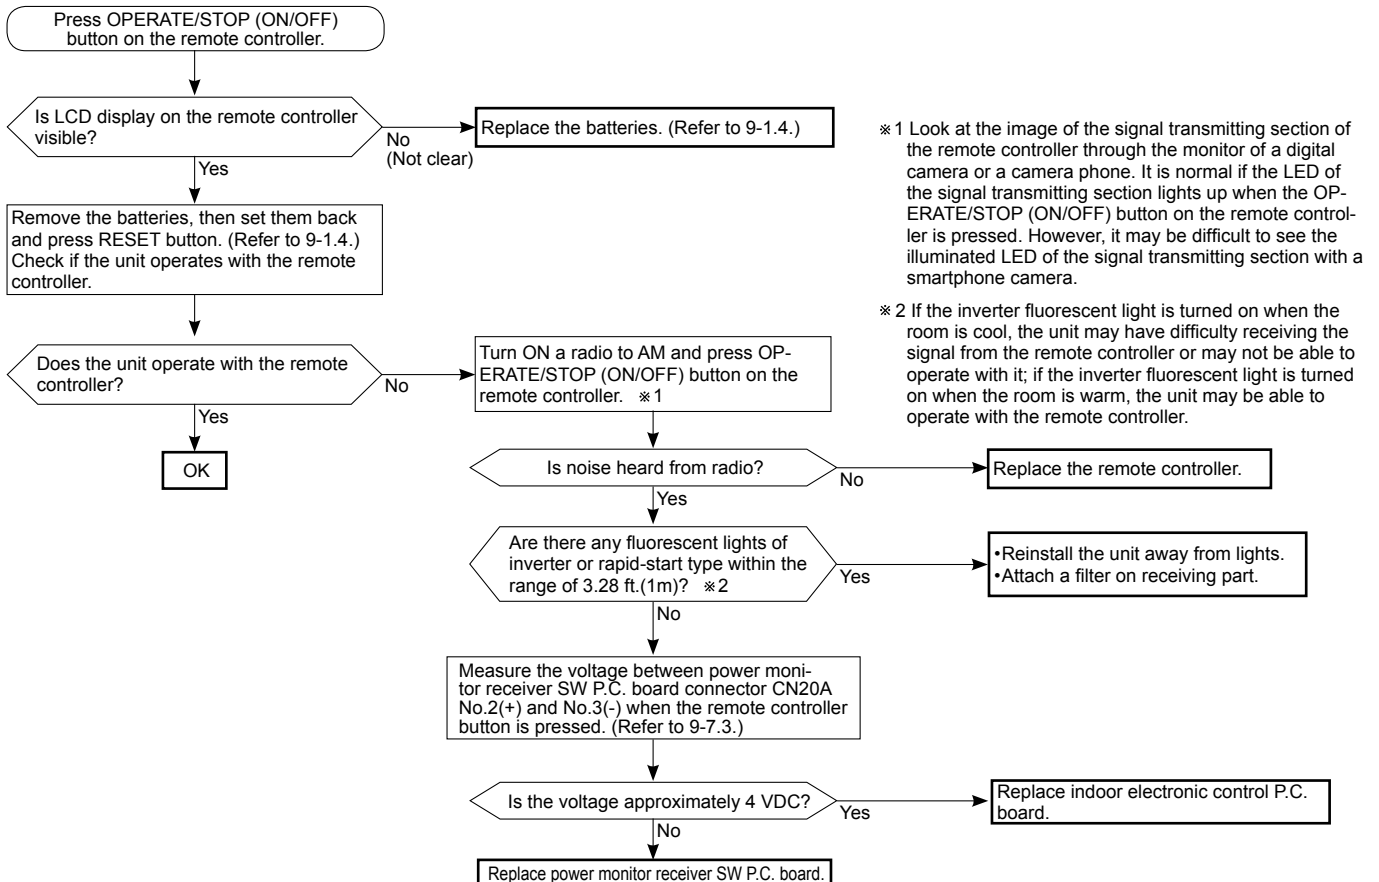 Press OPERATE/STOP (ON/OFF)
button on the remote controller.
Is LCD display on the remote controller
visible?
No
(Not clear)
Replace the batteries. (Refer to 9-1.4.)
Yes
Remove the batteries, then set them back
and press RESET button. (Refer to 9-1.4.)
Check if the unit operates with the remote
controller.
Does the unit operate with the remote
controller?
No
Yes
OK
Turn ON a radio to AM and press OP-
ERATE/STOP (ON/OFF) button on the
remote controller. ※1
Is noise heard from radio?
No
Replace the remote controller.
Yes
Are there any fluorescent lights of
inverter or rapid-start type within the
range of 3.28 ft.(1m)? ※2
Yes
•Reinstall the unit away from lights.
•Attach a filter on receiving part.
No
Measure the voltage between power moni-
tor receiver SW P.C. board connector CN20A
No.2(+) and No.3(-) when the remote controller
button is pressed. (Refer to 9-7.3.)
Is the voltage approximately 4 VDC?
Yes
Replace indoor electronic control P.C.
board.
No
Replace power monitor receiver SW P.C. board.
※1 Look at the image of the signal transmitting section of
the remote controller through the monitor of a digital
camera or a camera phone. It is normal if the LED of
the signal transmitting section lights up when the OP-
ERATE/STOP (ON/OFF) button on the remote control-
ler is pressed. However, it may be difficult to see the
illuminated LED of the signal transmitting section with a
smartphone camera.
※2 If the inverter fluorescent light is turned on when the
room is cool, the unit may have difficulty receiving the
signal from the remote controller or may not be able to
operate with it; if the inverter fluorescent light is turned
on when the room is warm, the unit may be able to
operate with the remote controller.